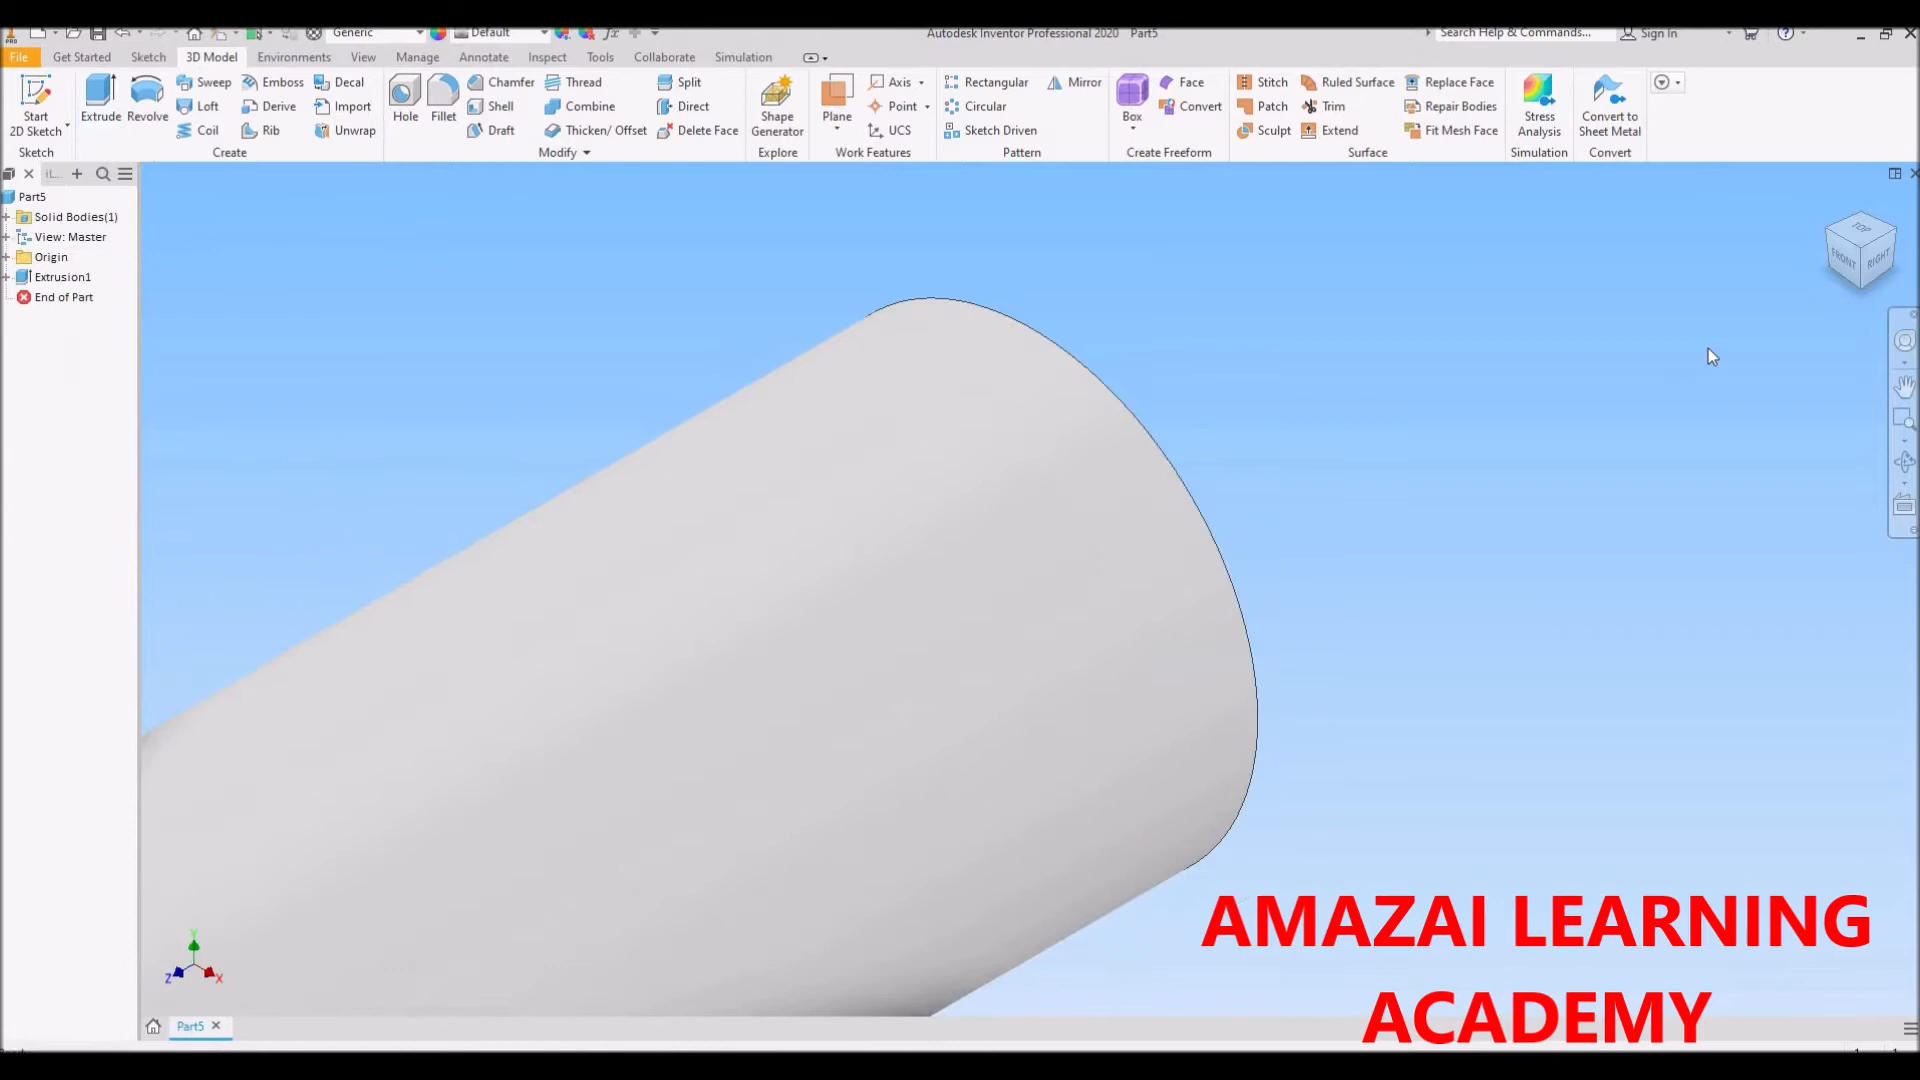 Generic
Default
Autodesk Inventor Professional 2020 Part5
Search Help & Commands...
Sign In
File Get Started Sketch 3D Model Environments View Manage Annotate Inspect Tools Collaborate Simulation
Start
2D Sketch
Extrude
Revolve
Sweep
Loft
Coil
Emboss
Derive
Rib
Decal
Import
Unwrap
Hole
Fillet
Chamfer
Shell
Draft
Thread
Combine
Thicken/ Offset
Split
Direct
Delete Face
Shape
Generator
Plane
Axis
Point
UCS
Rectangular
Circular
Sketch Driven
Mirror
Box
Face
Convert
Stitch
Patch
Sculpt
Ruled Surface
Trim
Extend
Replace Face
Repair Bodies
Fit Mesh Face
Stress
Analysis
Convert to
Sheet Metal
Sketch Create Modify Explore Work Features Pattern Create Freeform Surface Simulation Convert
Part5
Solid Bodies(1)
View: Master
Origin
Extrusion1
End of Part
TOP
FRONT RIGHT
Y
Z X
Part5
AMAZAI LEARNING
ACADEMY